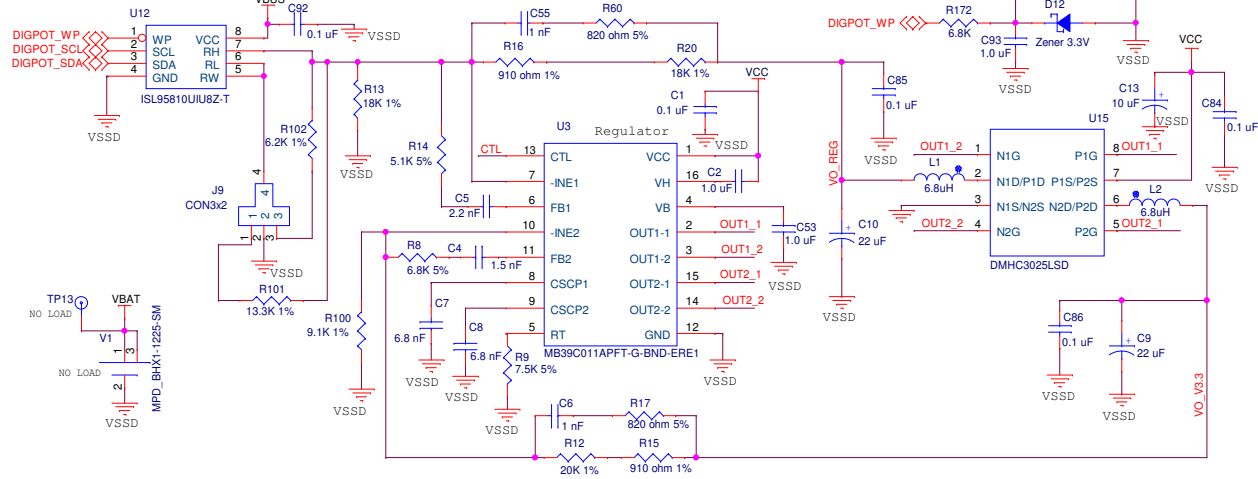 U12
DIGPOT_WP
DIGPOT_SCL
DIGPOT_SDA
1
2
3
4
WP
SCL
SDA
GND
VCC
RH
RL
RW
8
7
6
5
ISL95810UIU8Z-T
VSSD
C92
0.1 uF
VSSD
C55
1 nF
R60
820 ohm 5%
R16
910 ohm 1%
R20
18K 1%
DIGPOT_WP
R172
6.8K
D12
Zener 3.3V
C93
1.0 uF
VSSD
VSSD
VCC
C13
10 uF
+
VSSD
C84
0.1 uF
VSSD
R13
18K 1%
VSSD
R102
6.2K 1%
R14
5.1K 5%
C5
2.2 nF
J9
CON3x2
4
4
1 2 3
1
2
3
VSSD
R101
13.3K 1%
VCC
C1
0.1 uF
VSSD
C85
0.1 uF
VSSD
U3
Regulator
CTL
13
7
6
10
11
8
9
5
CTL
-INE1
FB1
-INE2
FB2
CSCP1
CSCP2
RT
VCC
VH
VB
OUT1-1
OUT1-2
OUT2-1
OUT2-2
GND
1
16
4
2
3
15
14
12
MB39C011APFT-G-BND-ERE1
C2
1.0 uF
C53
1.0 uF
VSSD
OUT1_1
OUT1_2
OUT2_1
OUT2_2
VSSD
VO_REG
C10
22 uF
+
VSSD
U15
OUT1_2
L1
6.8uH
OUT2_2
VSSD
1
2
3
4
N1G
N1D/P1D
N1S/N2S
N2G
P1G
P1S/P2S
N2D/P2D
P2G
8
7
6
5
OUT1_1
L2
6.8uH
OUT2_1
DMHC3025LSD
R8
6.8K 5%
C4
1.5 nF
C7
6.8 nF
VSSD
C8
6.8 nF
VSSD
R9
7.5K 5%
VSSD
R100
9.1K 1%
VSSD
TP13
NO LOAD
VBAT
V1
1
3
2
NO LOAD
MPD_BHX1-1225-SM
VSSD
C86
0.1 uF
VSSD
C9
22 uF
+
VSSD
VO_V3.3
C6
1 nF
R17
820 ohm 5%
R12
20K 1%
R15
910 ohm 1%